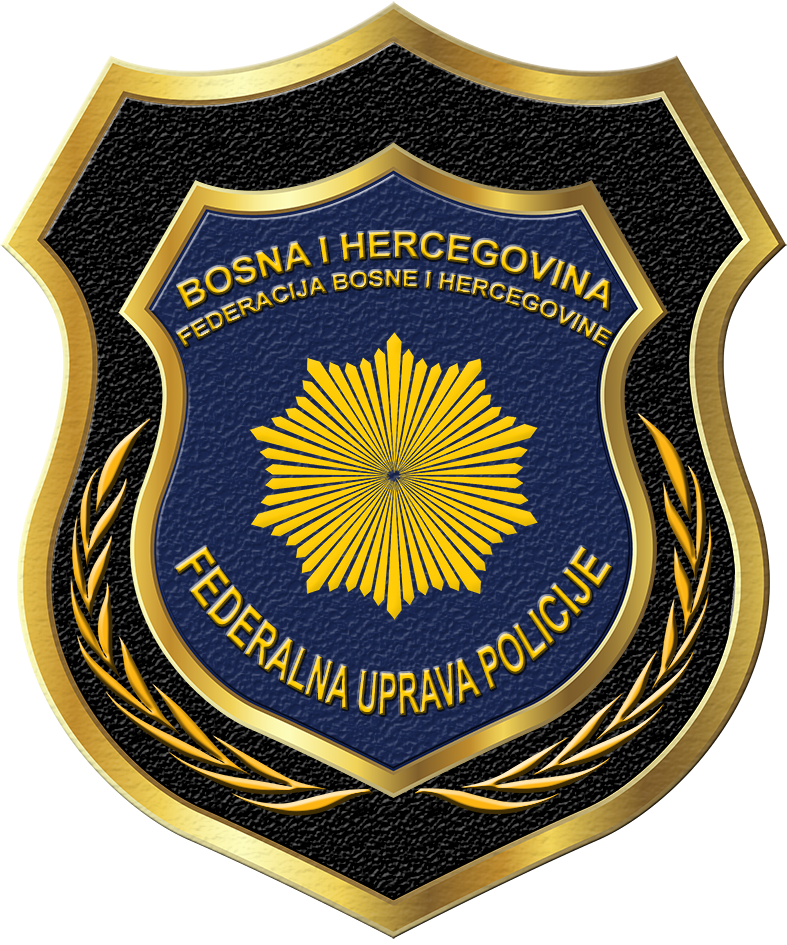 BOSNA I HERCEGOVINA
FEDERACIJA BOSNE I HERCEGOVINE
FEDERALNA UPRAVA POLICIJE